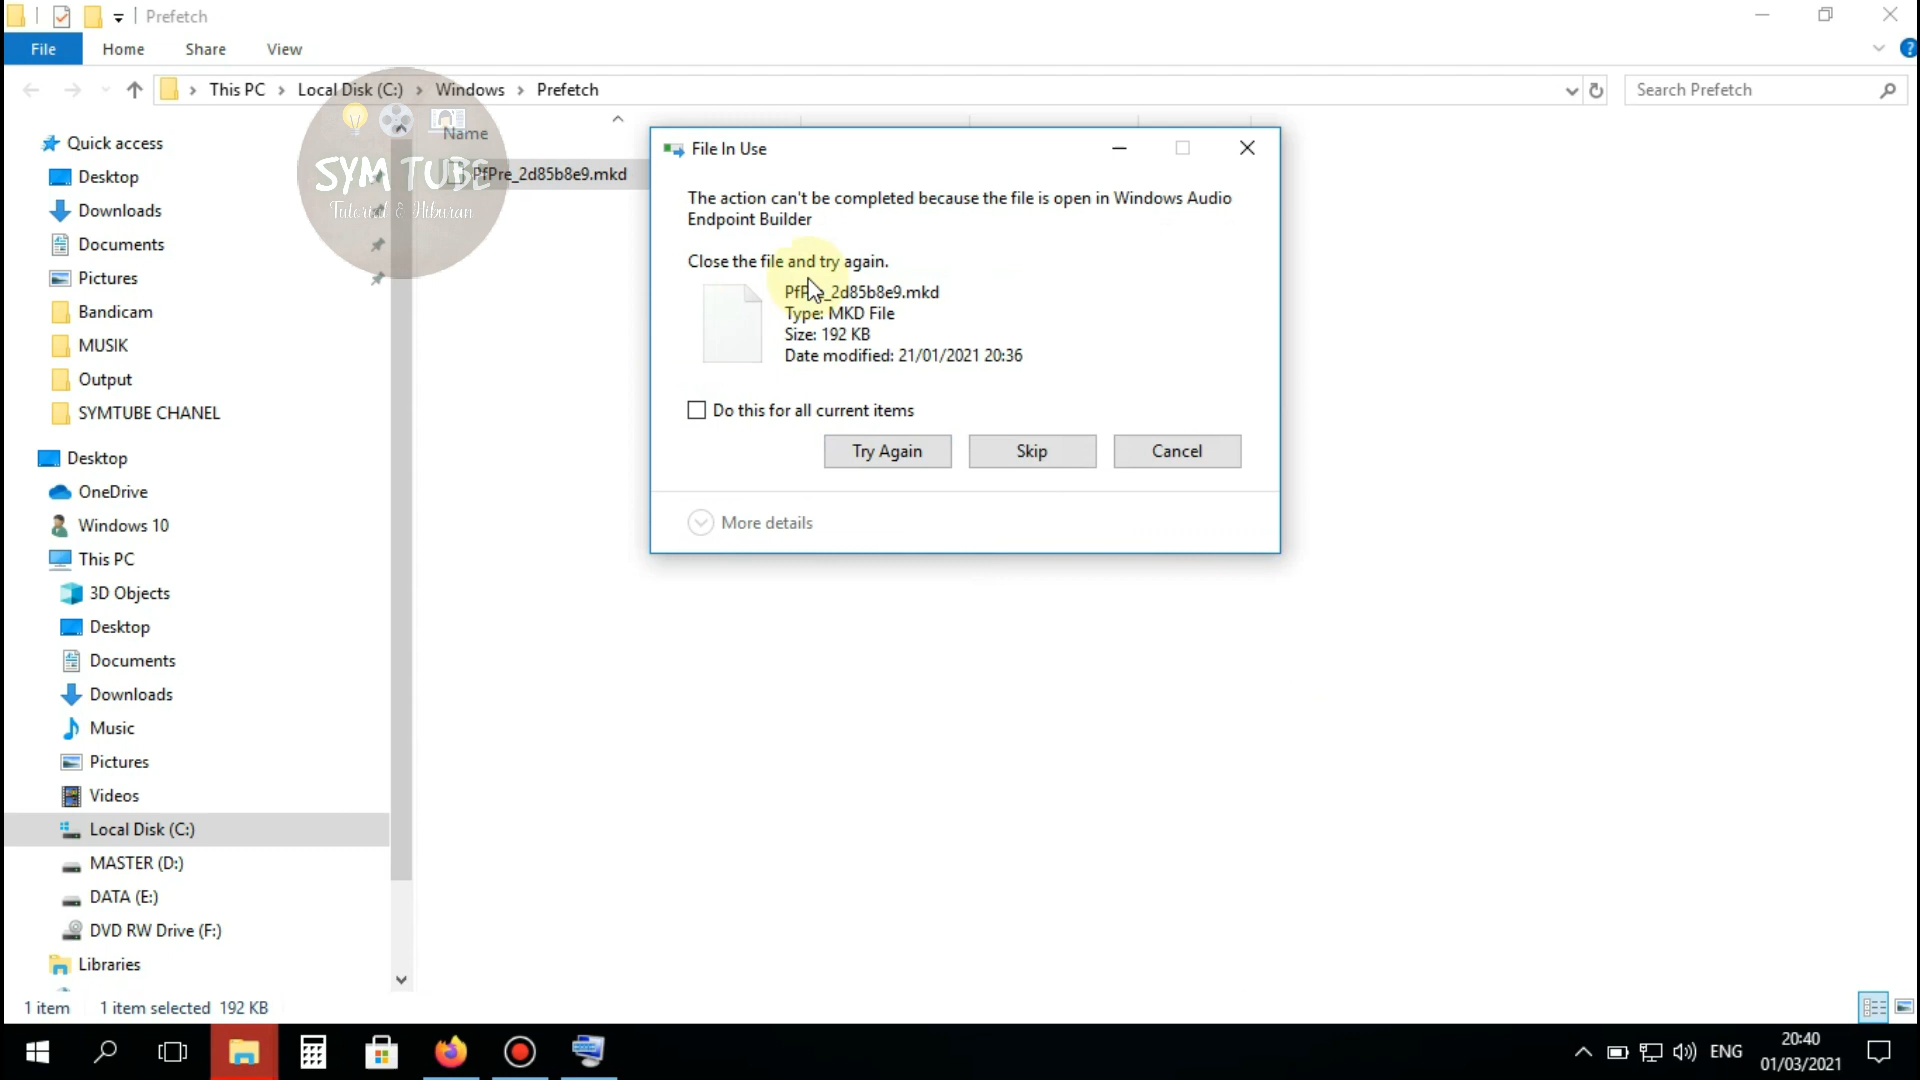 Prefetch
File
Home
Share
View
This PC
Local Disk (C:)
Windows
Prefetch
Search Prefetch
Name
PfPre_2d85b8e9.mkd
SYM TUBE
Tutorial & Hiburan
Quick access
Desktop
Downloads
Documents
Pictures
Bandicam
MUSIK
Output
SYMTUBE CHANEL
Desktop
OneDrive
Windows 10
This PC
3D Objects
Desktop
Documents
Downloads
Music
Pictures
Videos
Local Disk (C:)
MASTER (D:)
DATA (E:)
DVD RW Drive (F:)
Libraries
File In Use
The action can't be completed because the file is open in Windows Audio
Endpoint Builder
Close the file and try again.
PfPre_2d85b8e9.mkd
Type: MKD File
Size: 192 KB
Date modified: 21/01/2021 20:36
Do this for all current items
Try Again
Skip
Cancel
More details
1 item
1 item selected 192 KB
ENG
20:40
01/03/2021